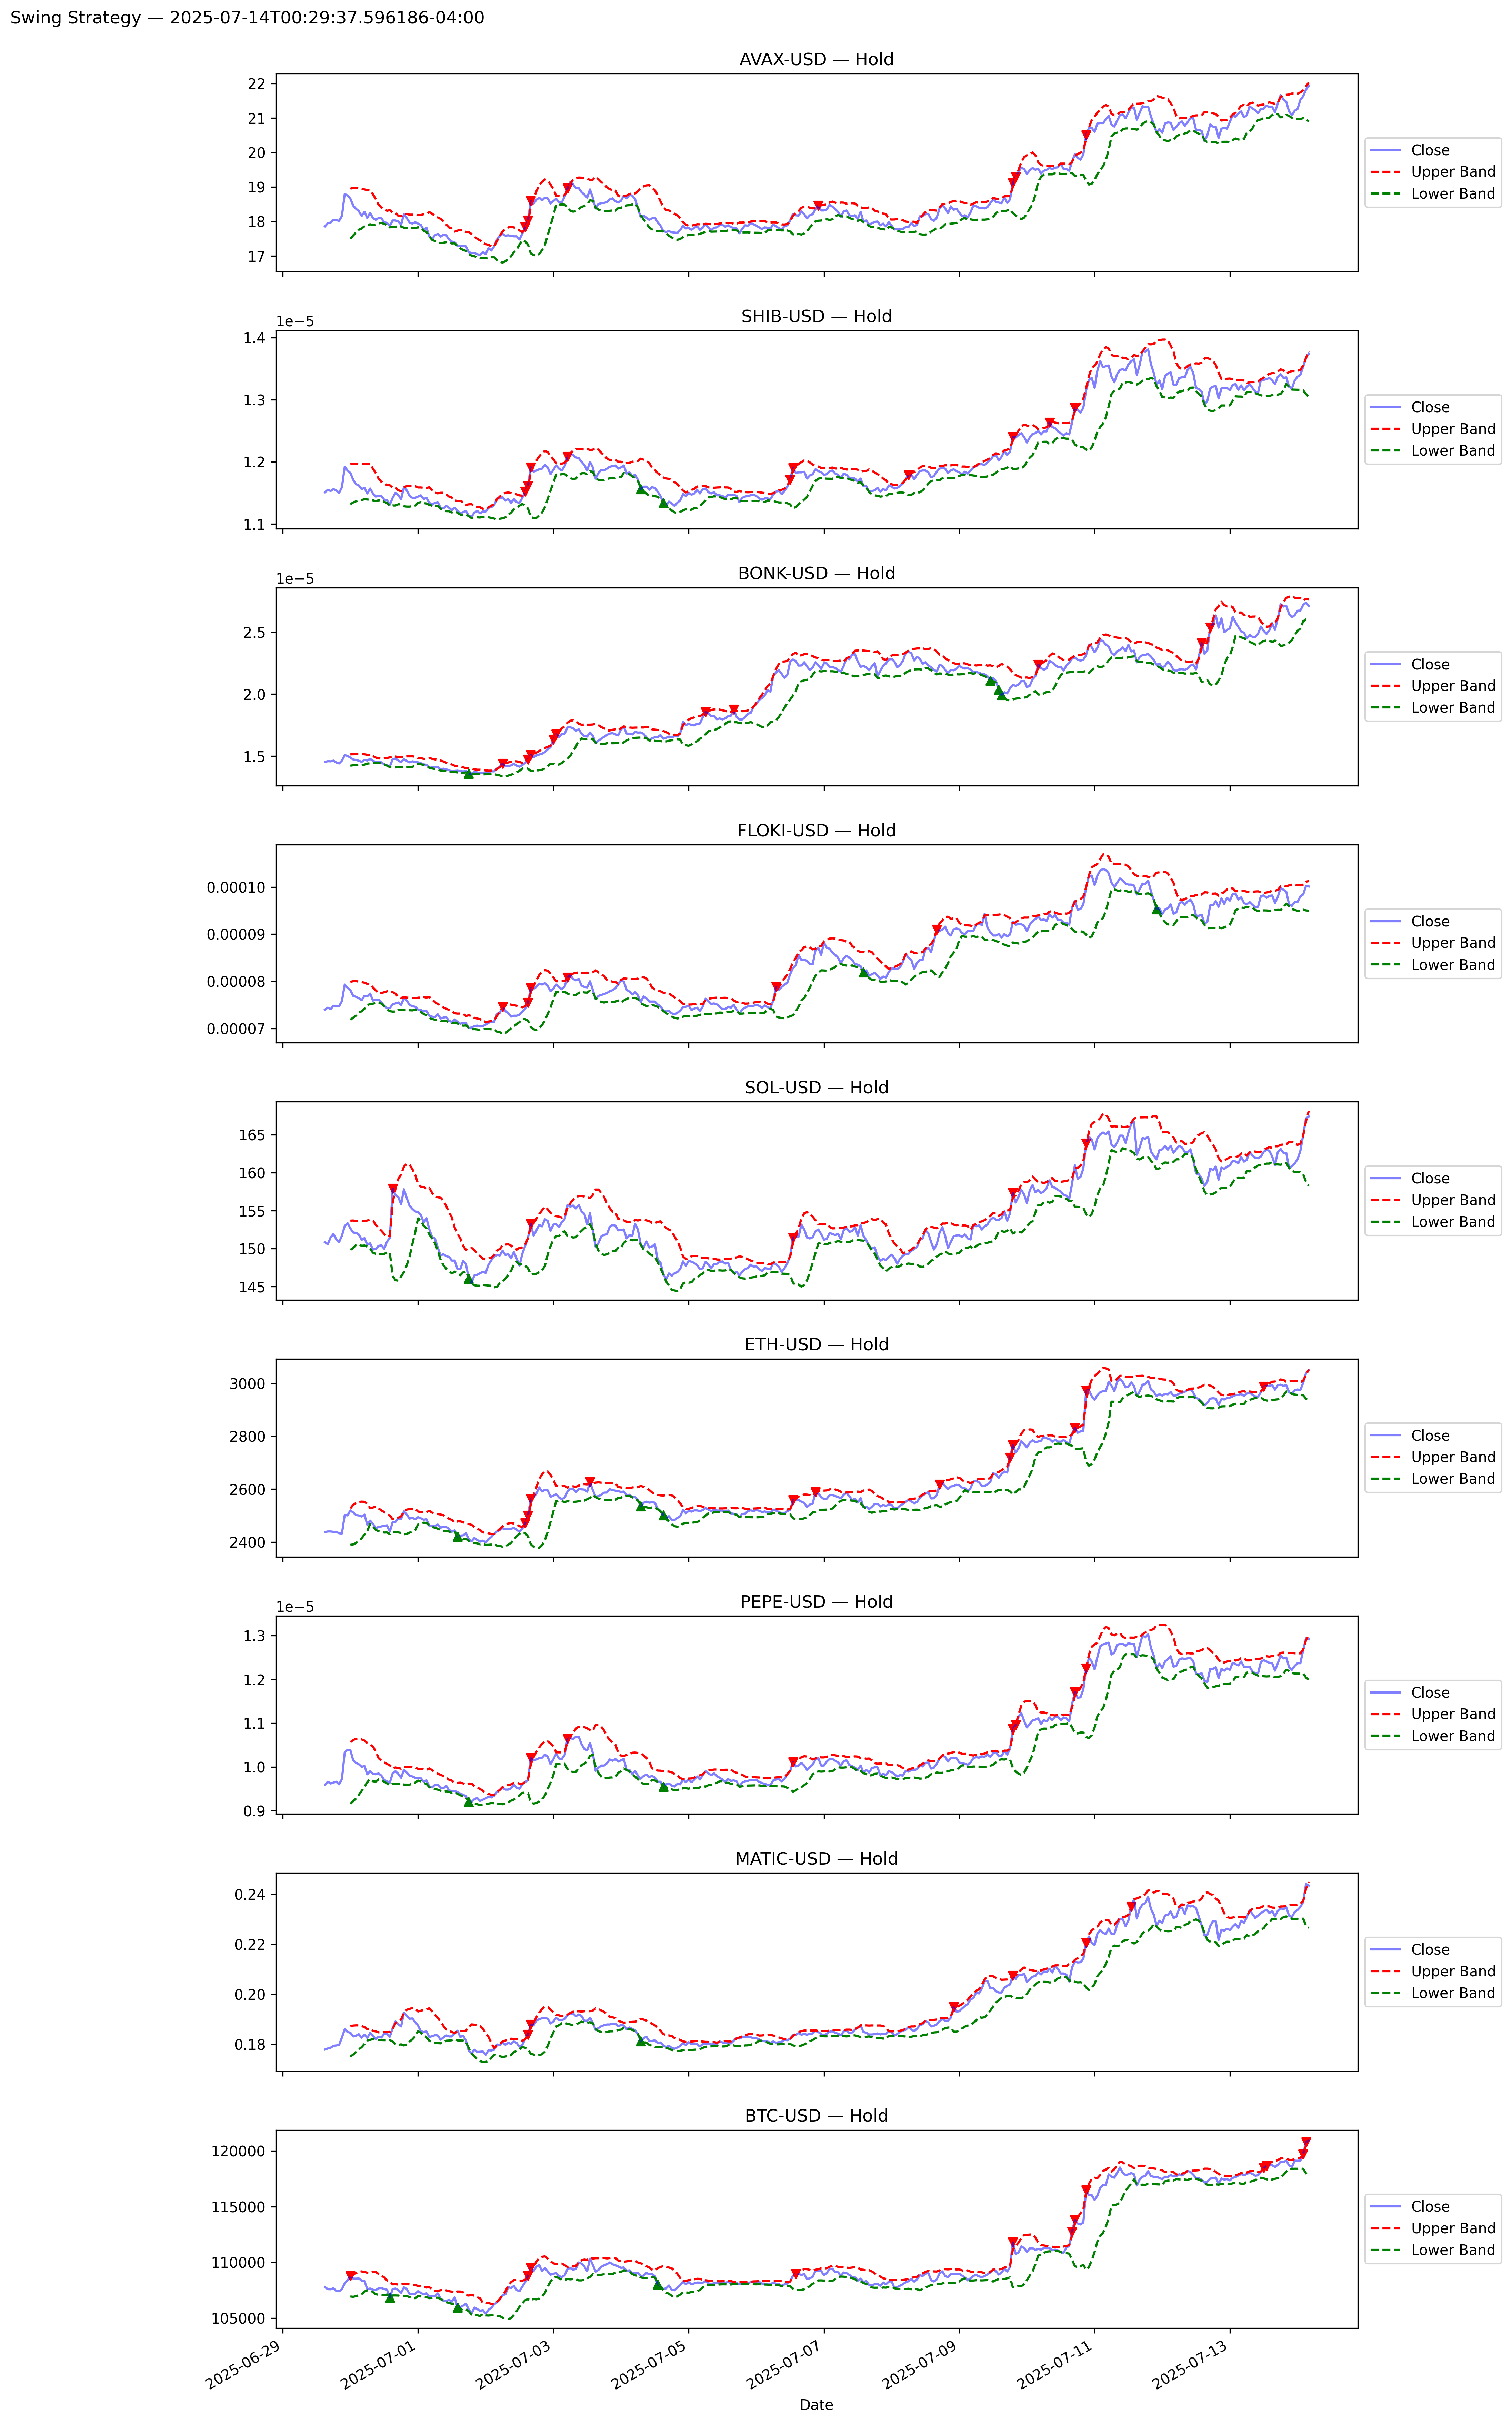 Swing Strategy — 2025-07-14T00:29:37.596186-04:00
AVAX-USD — Hold
22
21
20
19
18
17
Close
Upper Band
Lower Band
SHIB-USD — Hold
1e−5
1.4
1.3
1.2
1.1
Close
Upper Band
Lower Band
BONK-USD — Hold
1e−5
2.5
2.0
1.5
Close
Upper Band
Lower Band
FLOKI-USD — Hold
0.00010
0.00009
0.00008
0.00007
Close
Upper Band
Lower Band
SOL-USD — Hold
165
160
155
150
145
Close
Upper Band
Lower Band
ETH-USD — Hold
3000
2800
2600
2400
Close
Upper Band
Lower Band
PEPE-USD — Hold
1e−5
1.3
1.2
1.1
1.0
0.9
Close
Upper Band
Lower Band
MATIC-USD — Hold
0.24
0.22
0.20
0.18
Close
Upper Band
Lower Band
BTC-USD — Hold
120000
115000
110000
105000
Close
Upper Band
Lower Band
2025-06-29
2025-07-01
2025-07-03
2025-07-05
2025-07-07
2025-07-09
2025-07-11
2025-07-13
Date